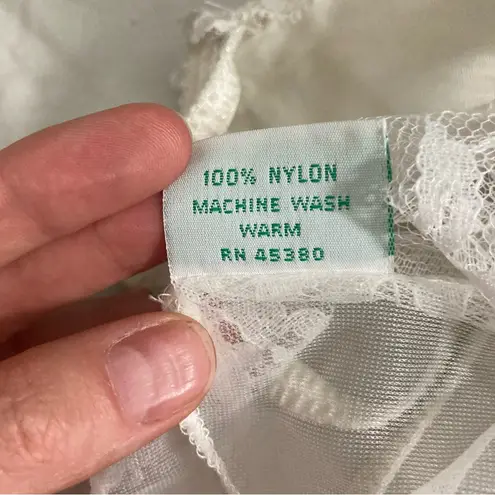 100% NYLON
MACHINE WASH
WARM
RN 45380